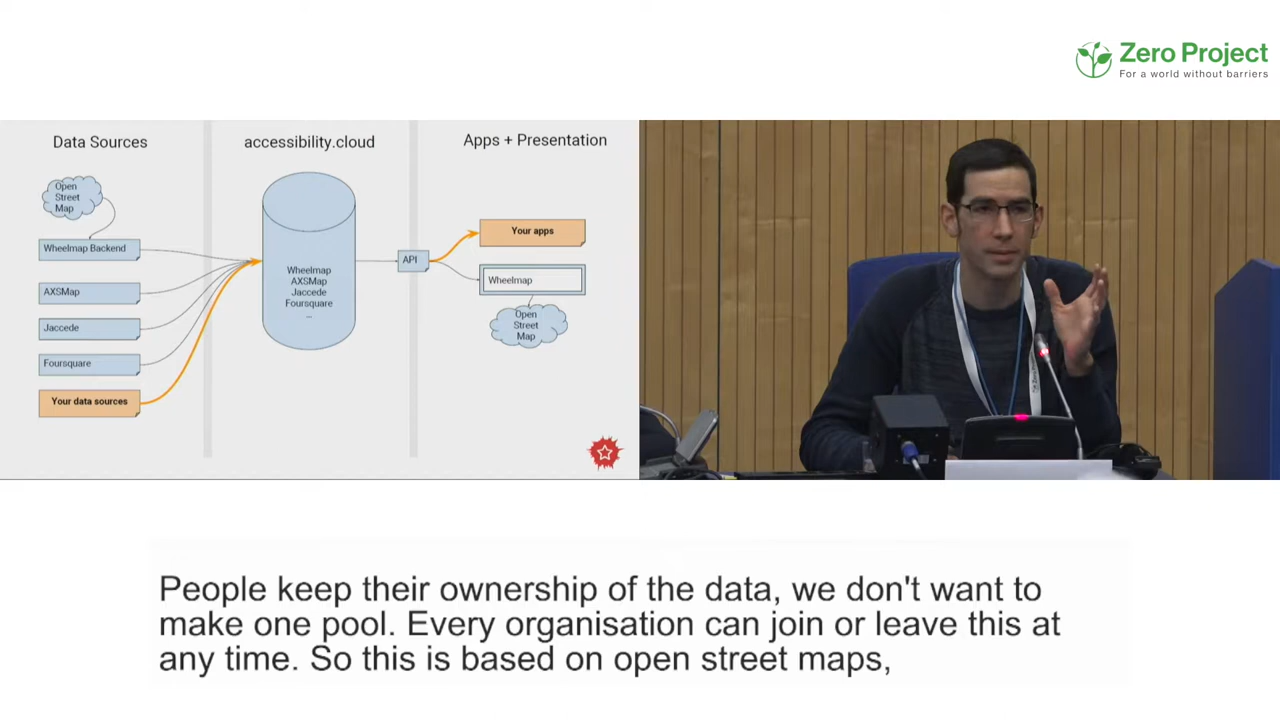 Zero Project
For a world without barriers
Data Sources
accessibility.cloud
Apps + Presentation
Open
Street
Map
Wheelmap Backend
AXSMap
Jaccede
Foursquare
Your data sources
Wheelmap
AXSMap
Jaccede
Foursquare
...
API
Your apps
Wheelmap
Open
Street
Map
People keep their ownership of the data, we don't want to
make one pool. Every organisation can join or leave this at
any time. So this is based on open street maps,